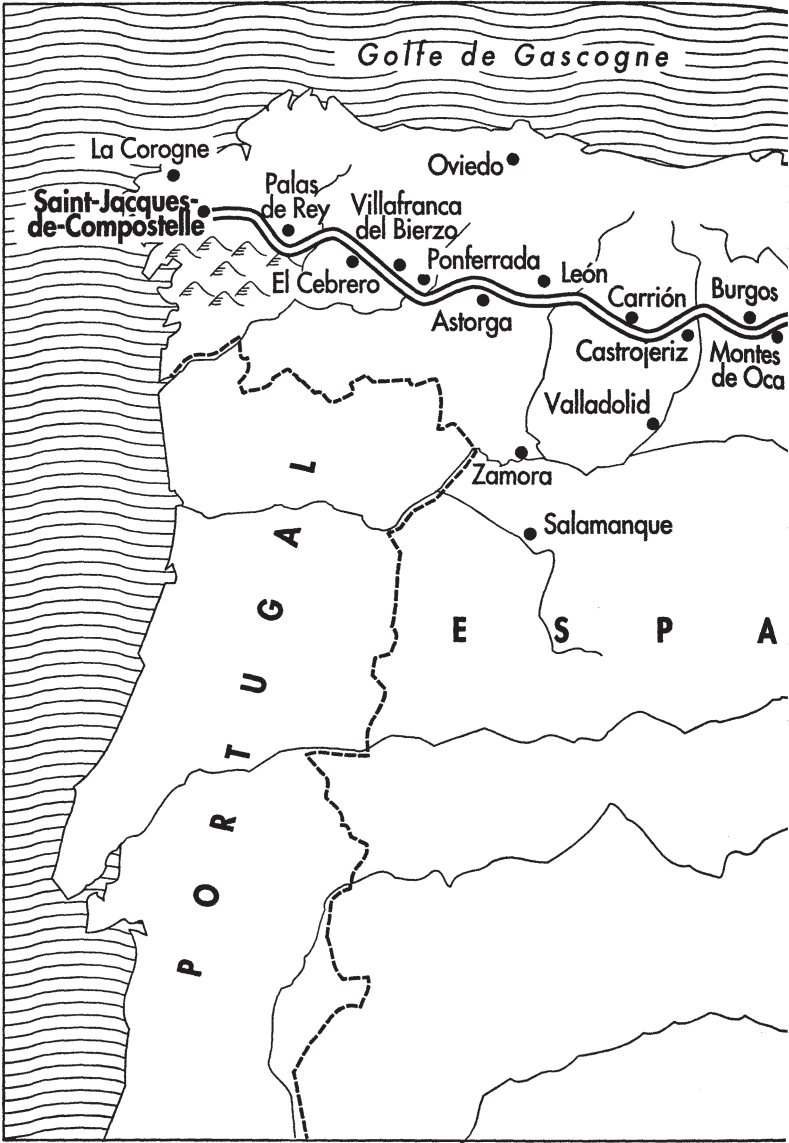 Golfe de Gascogne
La Corogne
Oviedo
Saint-Jacques-
de-Compostelle
Palas
de Rey
Villafranca
del Bierzo
El Cebrero
Ponferrada
Astorga
León
Carrión
Castrojeriz
Burgos
Montes
de Oca
Valladolid
Zamora
Salamanque
E S P A
PORTUGAL